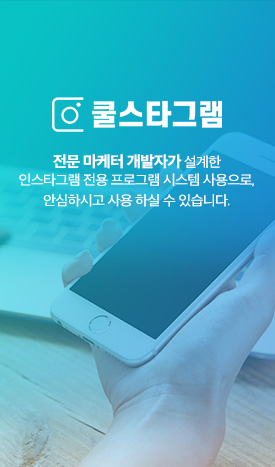 쿨스타그램
전문 마케터 개발자가 설계한
인스타그램 전용 프로그램 시스템 사용으로,
안심하시고 사용 하실 수 있습니다.